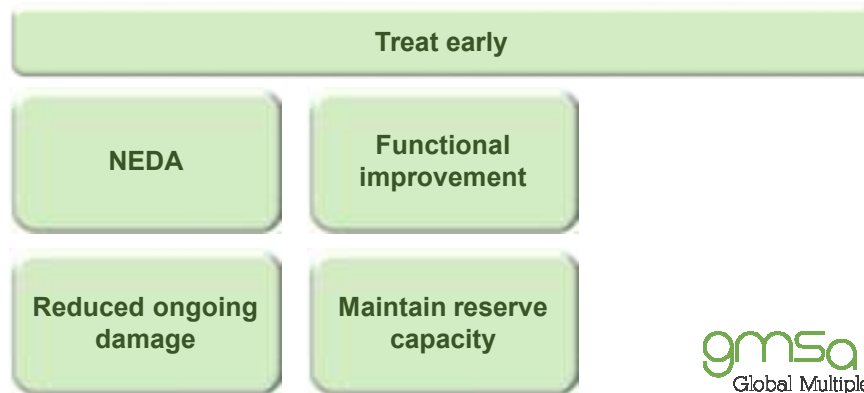 Treat early
NEDA
Functional
improvement
Reduced ongoing
damage
Maintain reserve
capacity
gmsa
Global Multiple